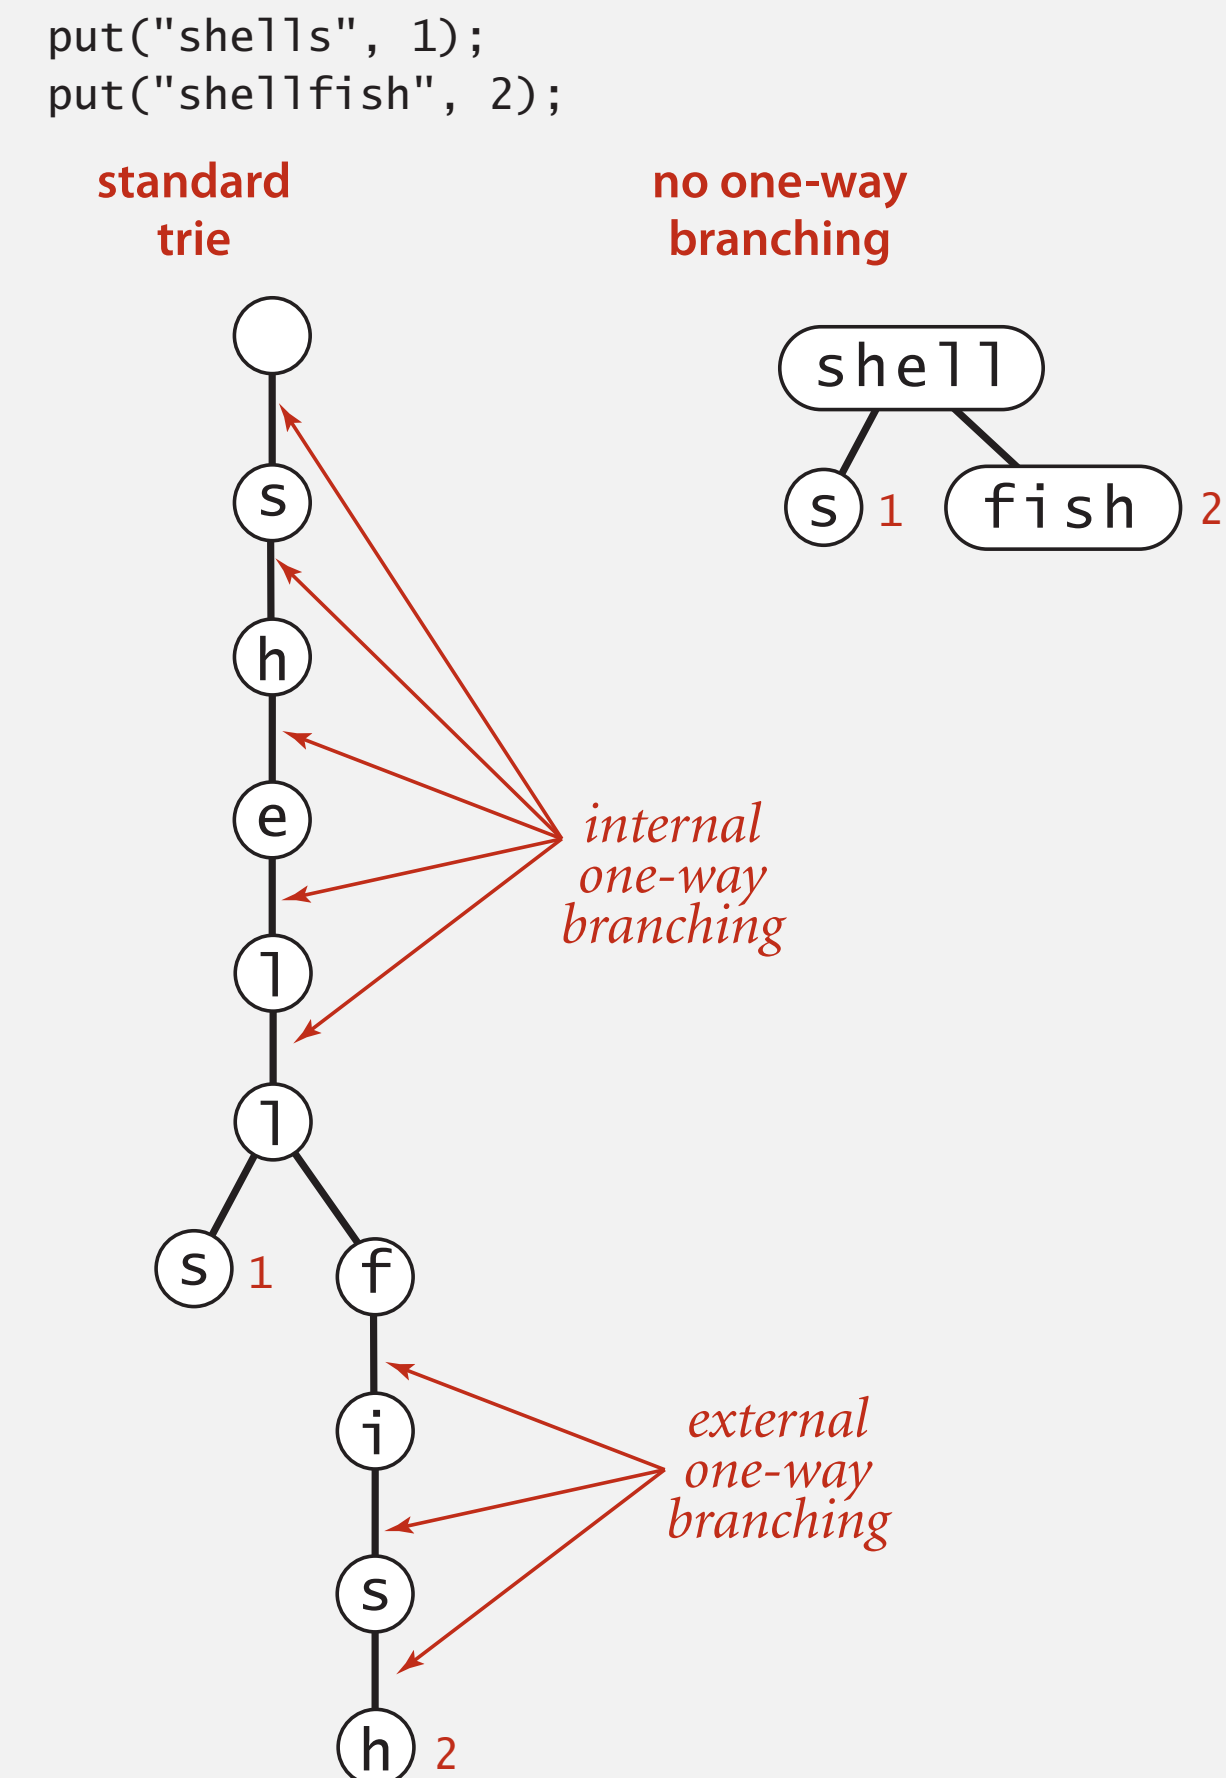 put("shells", 1);
put("shellfish", 2);
standard
trie
no one-way
branching
shell
s 1
fish 2
s
h
e
l
l
internal
one-way
branching
s 1
f
i
s
h 2
external
one-way
branching